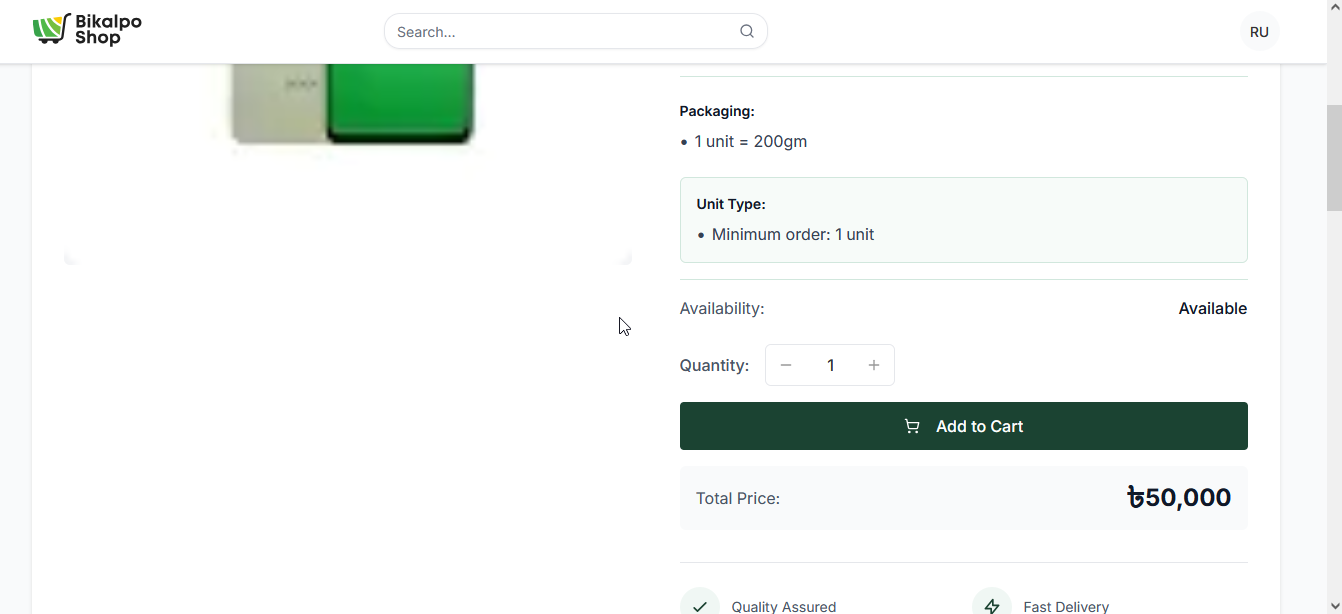 Bikalpo
Shop
Search...
RU
Packaging:
• 1 unit = 200gm
Unit Type:
• Minimum order: 1 unit
Availability:
Available
Quantity:
1
Add to Cart
Total Price:
৳50,000
Quality Assured
Fast Delivery